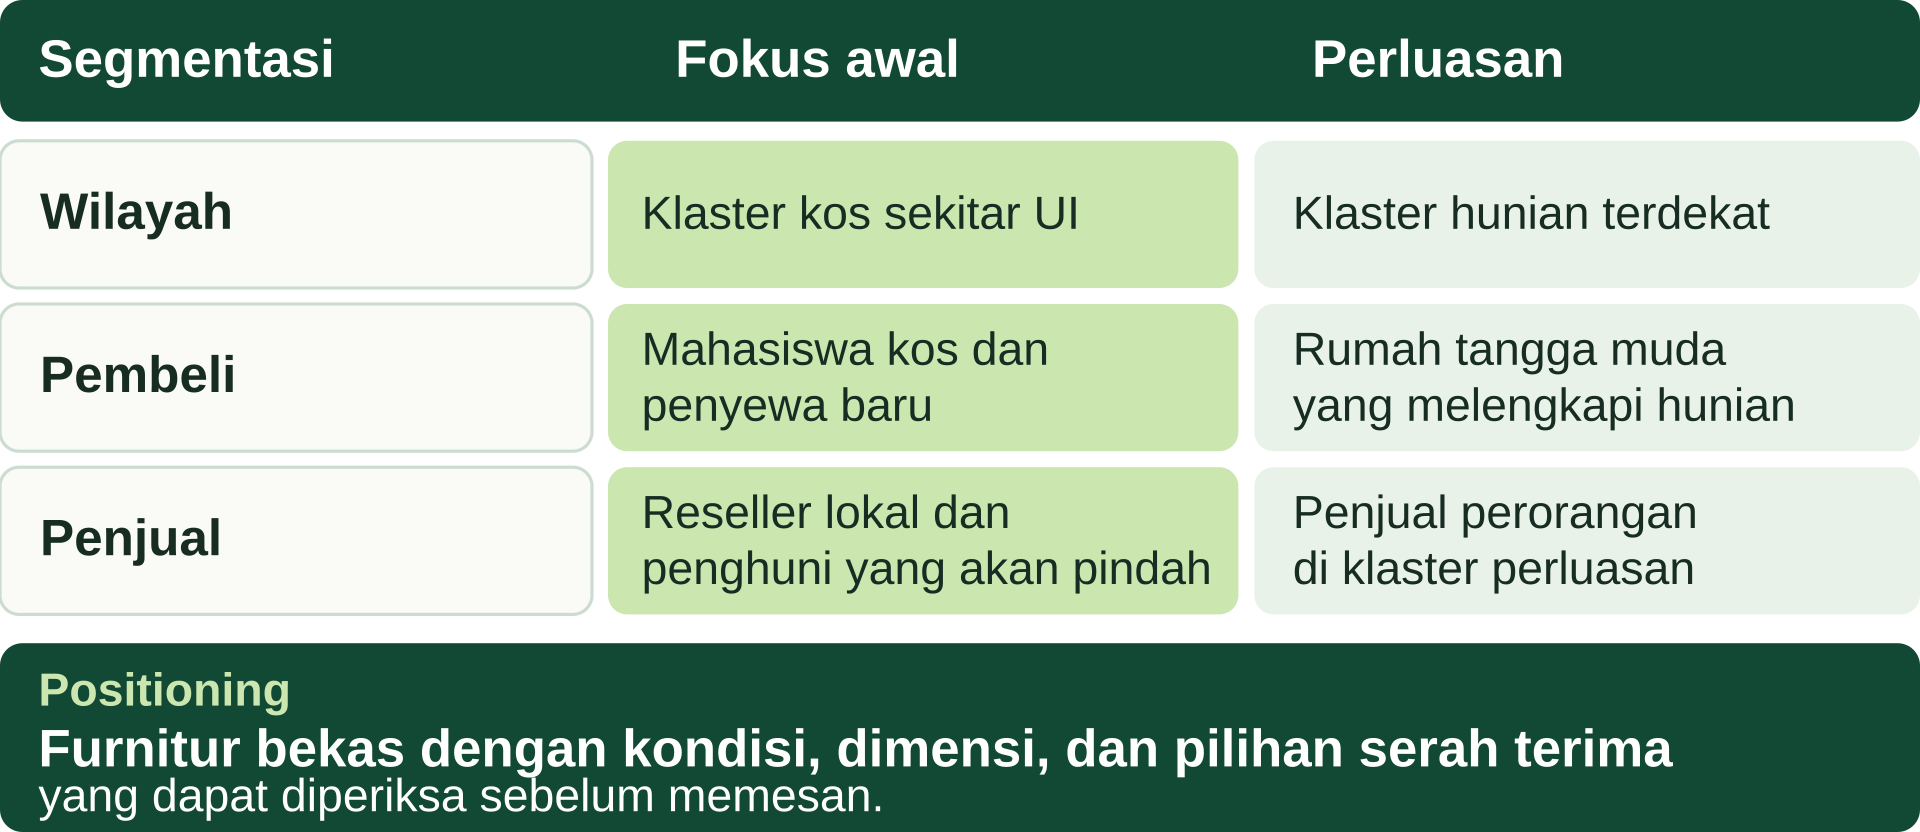 Segmentasi Fokus awal Perluasan
Wilayah Klaster kos sekitar UI Klaster hunian terdekat
Pembeli
Mahasiswa kos dan
penyewa baru
Rumah tangga muda
yang melengkapi hunian
Penjual
Reseller lokal dan
penghuni yang akan pindah
Penjual perorangan
di klaster perluasan
Positioning
Furnitur bekas dengan kondisi, dimensi, dan pilihan serah terima
yang dapat diperiksa sebelum memesan.